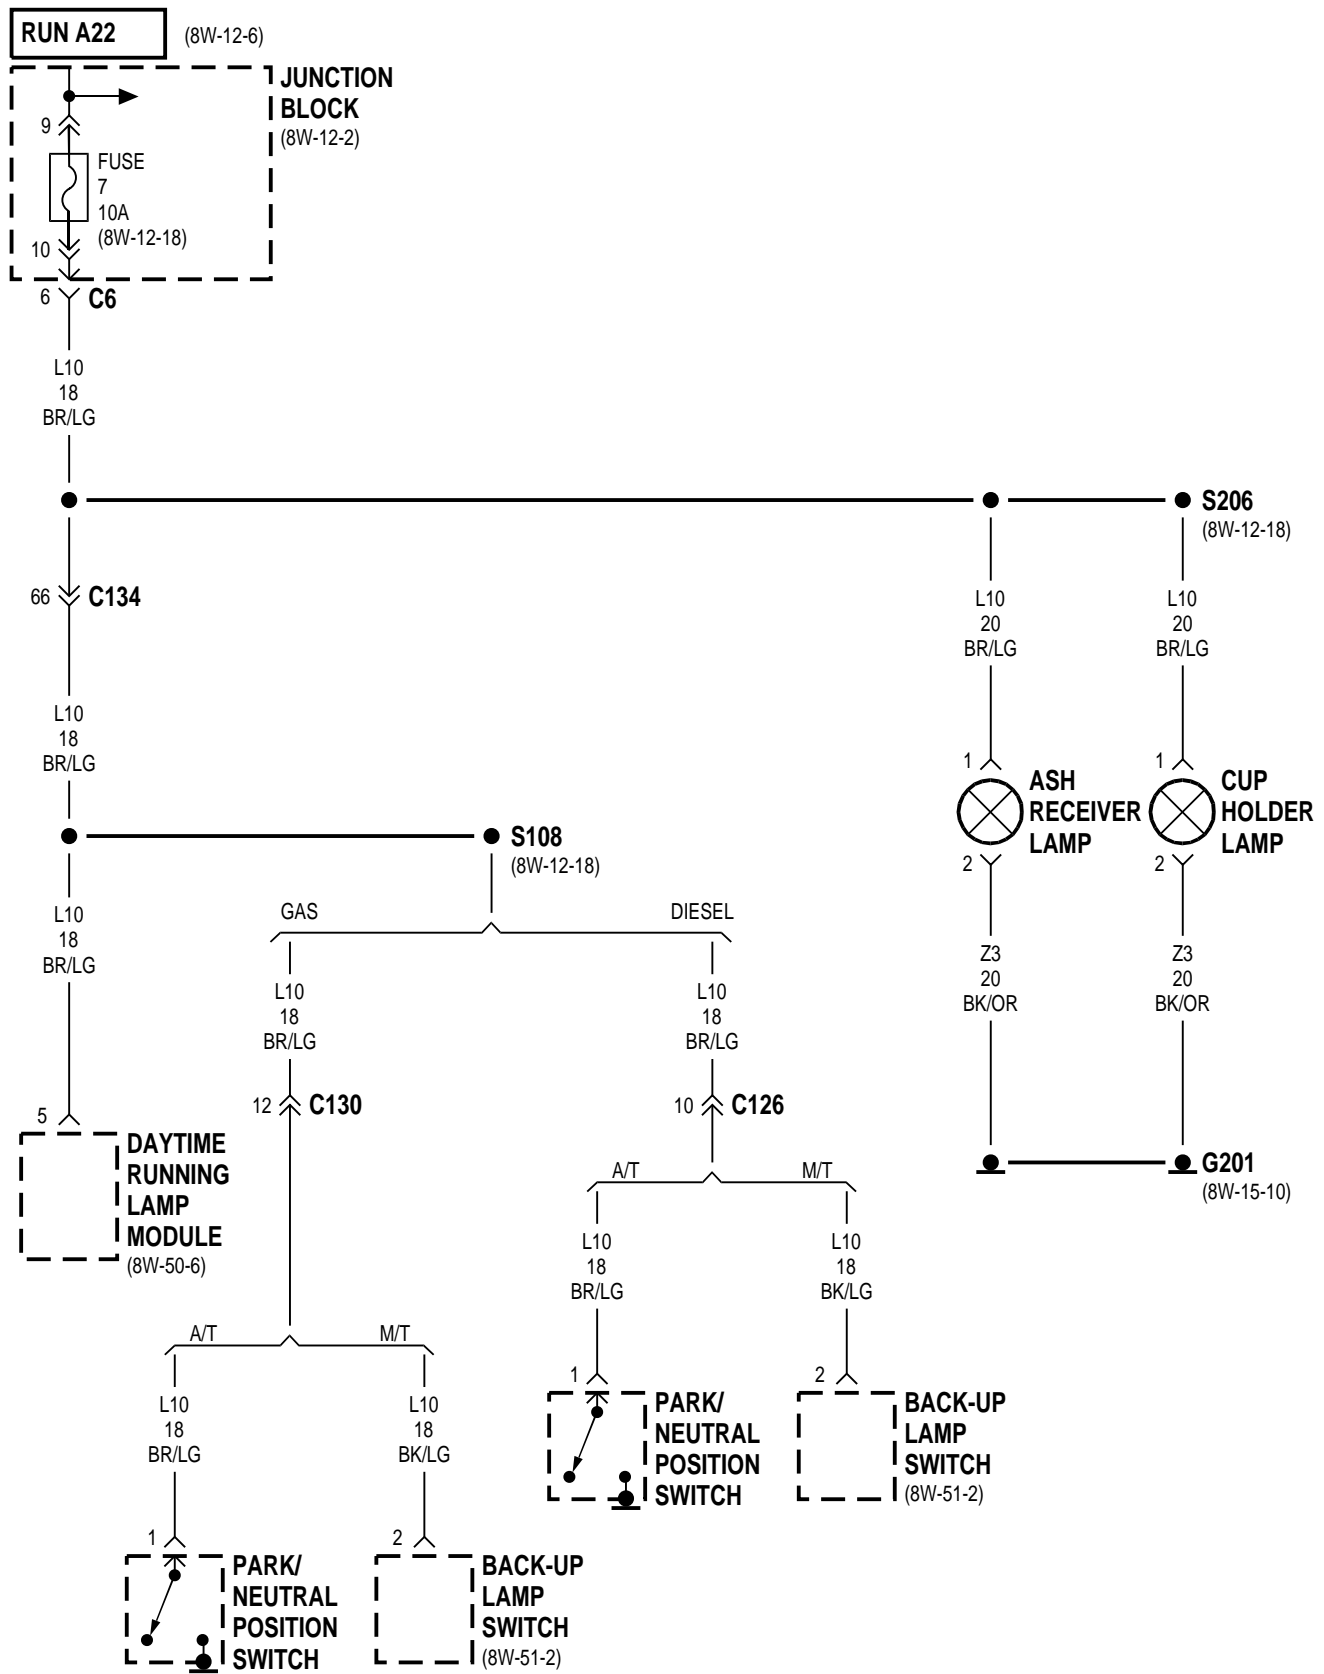 RUN A22
(8W-12-6)
JUNCTION
BLOCK
(8W-12-2)
9
FUSE
7
10A
(8W-12-18)
10
6
C6
L10
18
BR/LG
S206
(8W-12-18)
66
C134
L10
20
BR/LG
L10
20
BR/LG
L10
18
BR/LG
1
ASH
RECEIVER
LAMP
2
1
CUP
HOLDER
LAMP
2
S108
(8W-12-18)
L10
18
BR/LG
GAS
DIESEL
Z3
20
BK/OR
Z3
20
BK/OR
L10
18
BR/LG
L10
18
BR/LG
12
C130
10
C126
5
DAYTIME
RUNNING
LAMP
MODULE
(8W-50-6)
G201
(8W-15-10)
A/T
M/T
L10
18
BR/LG
L10
18
BK/LG
A/T
M/T
1
PARK/
NEUTRAL
POSITION
SWITCH
2
BACK-UP
LAMP
SWITCH
(8W-51-2)
L10
18
BR/LG
L10
18
BK/LG
1
PARK/
NEUTRAL
POSITION
SWITCH
2
BACK-UP
LAMP
SWITCH
(8W-51-2)